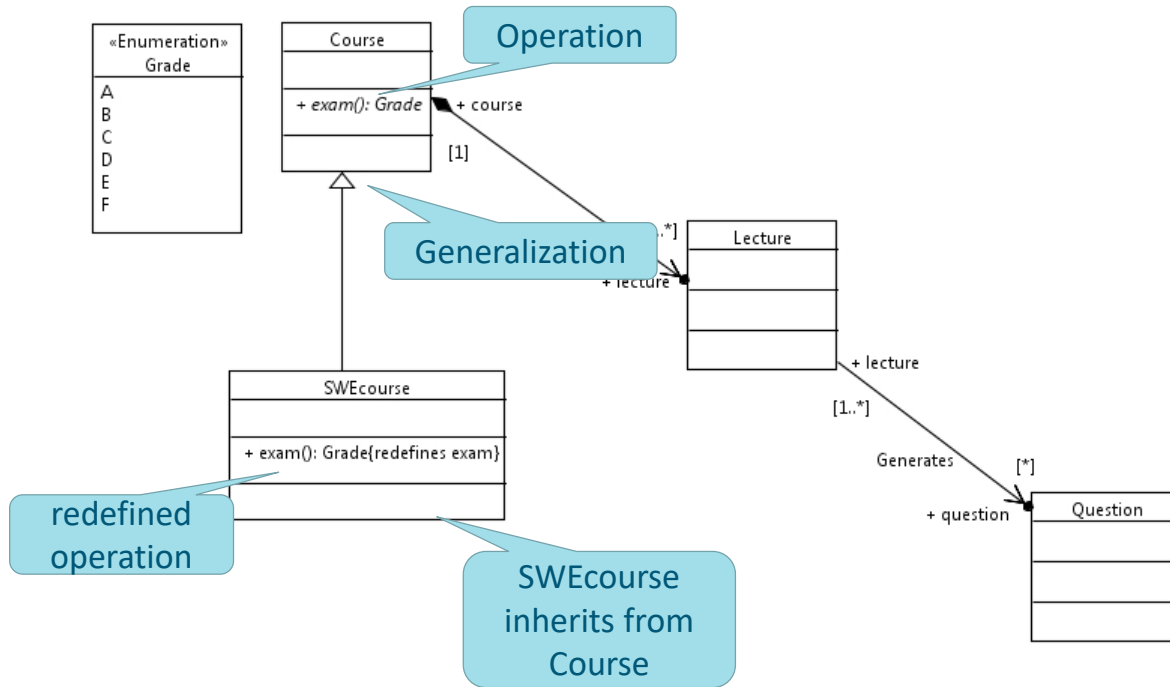 «Enumeration»
Grade
A
B
C
D
E
F
Course
+ exam(): Grade
Operation
+ course
[1]
Generalization
..*]
+ lecture
Lecture
+ lecture
[1..*]
Generates
[*]
+ question
Question
SWEcourse
+ exam(): Grade{redefines exam}
redefined
operation
SWEcourse
inherits from
Course